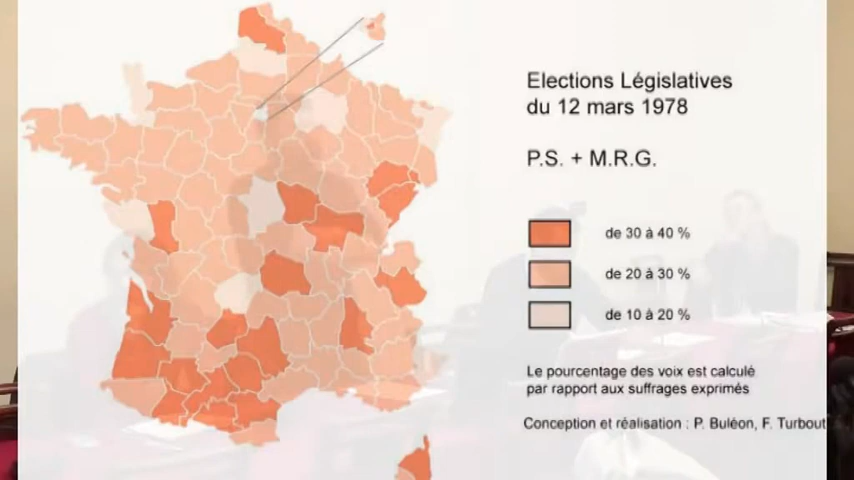 Elections Législatives
du 12 mars 1978
P.S. + M.R.G.
de 30 à 40 %
de 20 à 30 %
de 10 à 20 %
Le pourcentage des voix est calculé
par rapport aux suffrages exprimés
Conception et réalisation : P. Buléon, F. Turbout